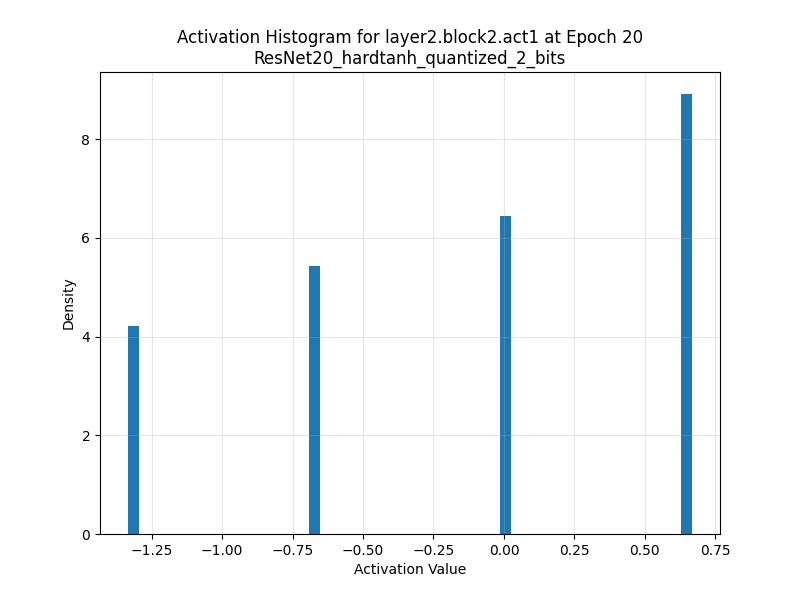 Activation Histogram for layer2.block2.act1 at Epoch 20
ResNet20_hardtanh_quantized_2_bits
8
6
4
2
0
Density
−1.25 −1.00 −0.75 −0.50 −0.25 0.00 0.25 0.50 0.75
Activation Value